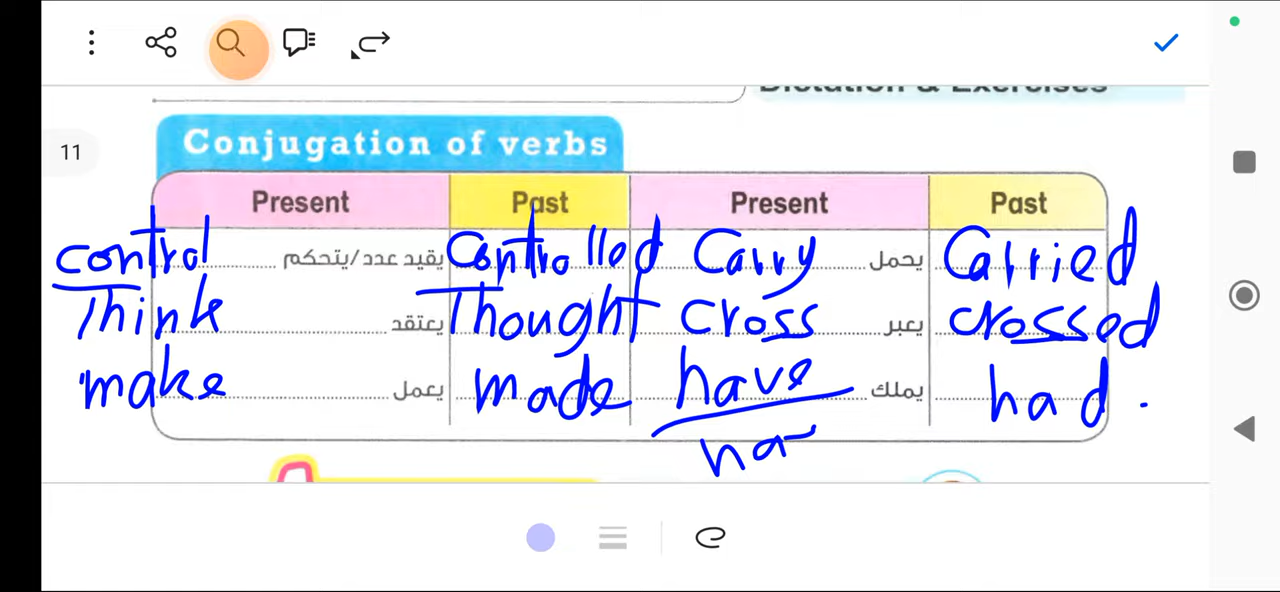 Dictation & Exercises
11
Conjugation of verbs
Present Past Present Past
control يقيد عدد/يتحكم Controlled Carry يحمل Carried
Think يعتقد Thought cross يعبر crossed
make يعمل made have يملك had.